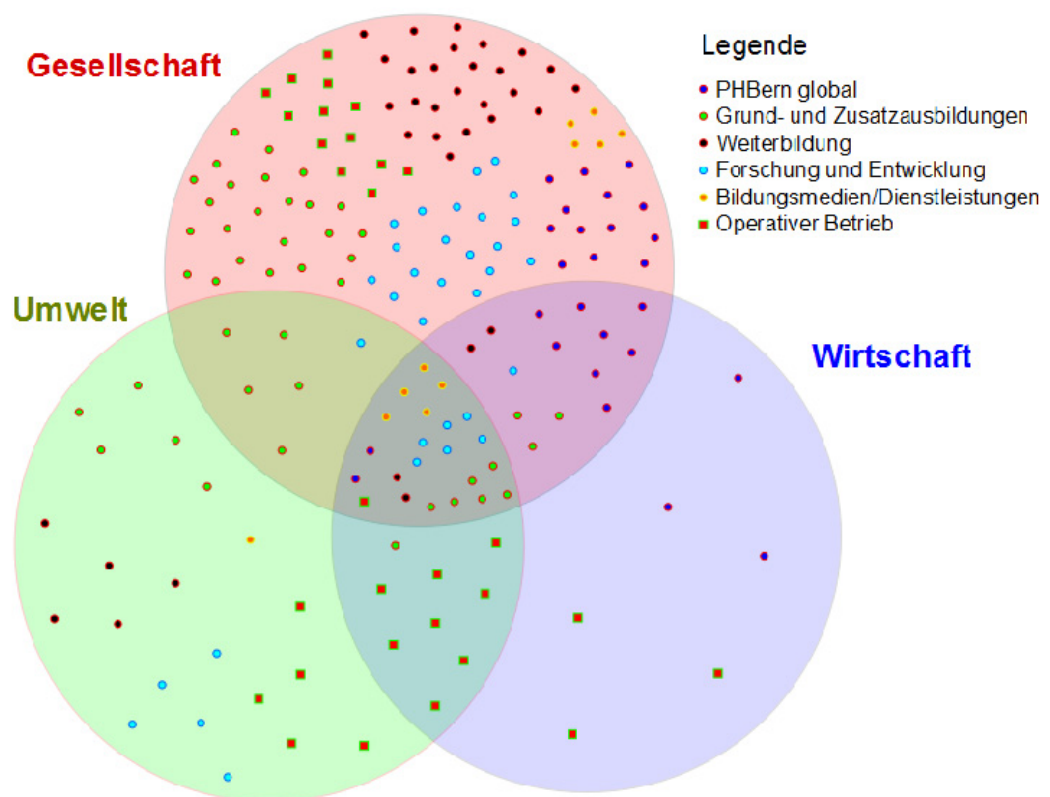 Gesellschaft
Legende
PHBern global
Grund- und Zusatzausbildungen
Weiterbildung
Forschung und Entwicklung
Bildungsmedien/Dienstleistungen
Operativer Betrieb
Umwelt
Wirtschaft